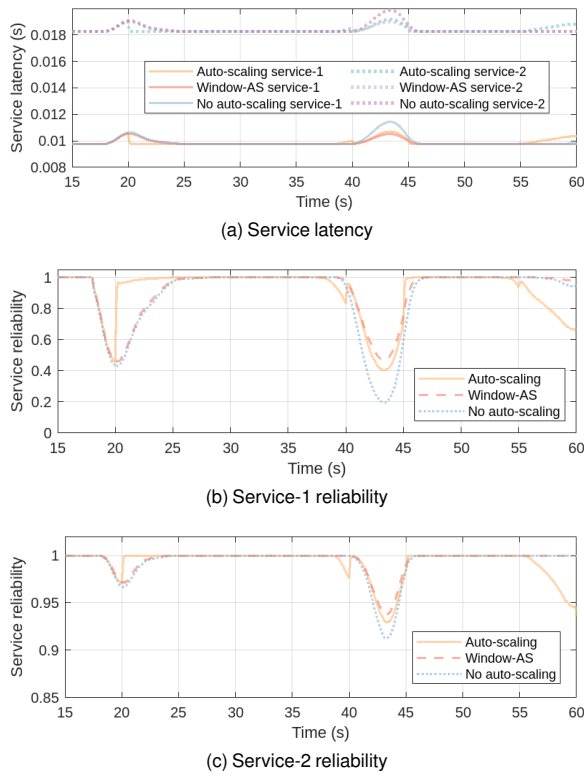 Service latency (s)
0.018
0.016
0.014
0.012
0.01
0.008
Auto-scaling service-1
Window-AS service-1
No auto-scaling service-1
Auto-scaling service-2
Window-AS service-2
No auto-scaling service-2
15 20 25 30 35 40 45 50 55 60
Time (s)
(a) Service latency
Service reliability
1
0.8
0.6
0.4
0.2
0
Auto-scaling
Window-AS
No auto-scaling
15 20 25 30 35 40 45 50 55 60
Time (s)
(b) Service-1 reliability
Service reliability
1
0.95
0.9
0.85
Auto-scaling
Window-AS
No auto-scaling
15 20 25 30 35 40 45 50 55 60
Time (s)
(c) Service-2 reliability